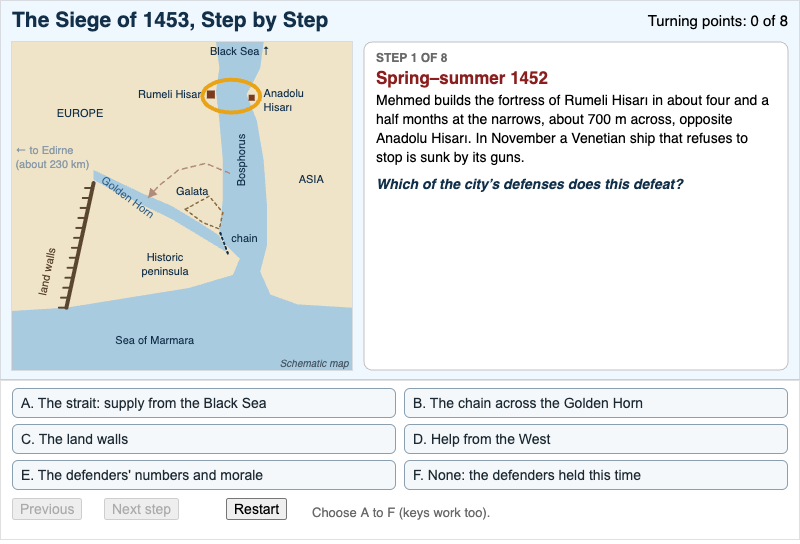 The Siege of 1453, Step by Step
Turning points: 0 of 8
Black Sea ↑
Rumeli Hisarı
Anadolu
Hisarı
EUROPE
← to Edirne
(about 230 km)
Bosphorus
ASIA
Golden Horn
Galata
chain
land walls
Historic
peninsula
Sea of Marmara
Schematic map
STEP 1 OF 8
Spring–summer 1452
Mehmed builds the fortress of Rumeli Hisarı in about four and a
half months at the narrows, about 700 m across, opposite
Anadolu Hisarı. In November a Venetian ship that refuses to
stop is sunk by its guns.
Which of the city’s defenses does this defeat?
A. The strait: supply from the Black Sea
B. The chain across the Golden Horn
C. The land walls
D. Help from the West
E. The defenders' numbers and morale
F. None: the defenders held this time
Previous
Next step
Restart
Choose A to F (keys work too).